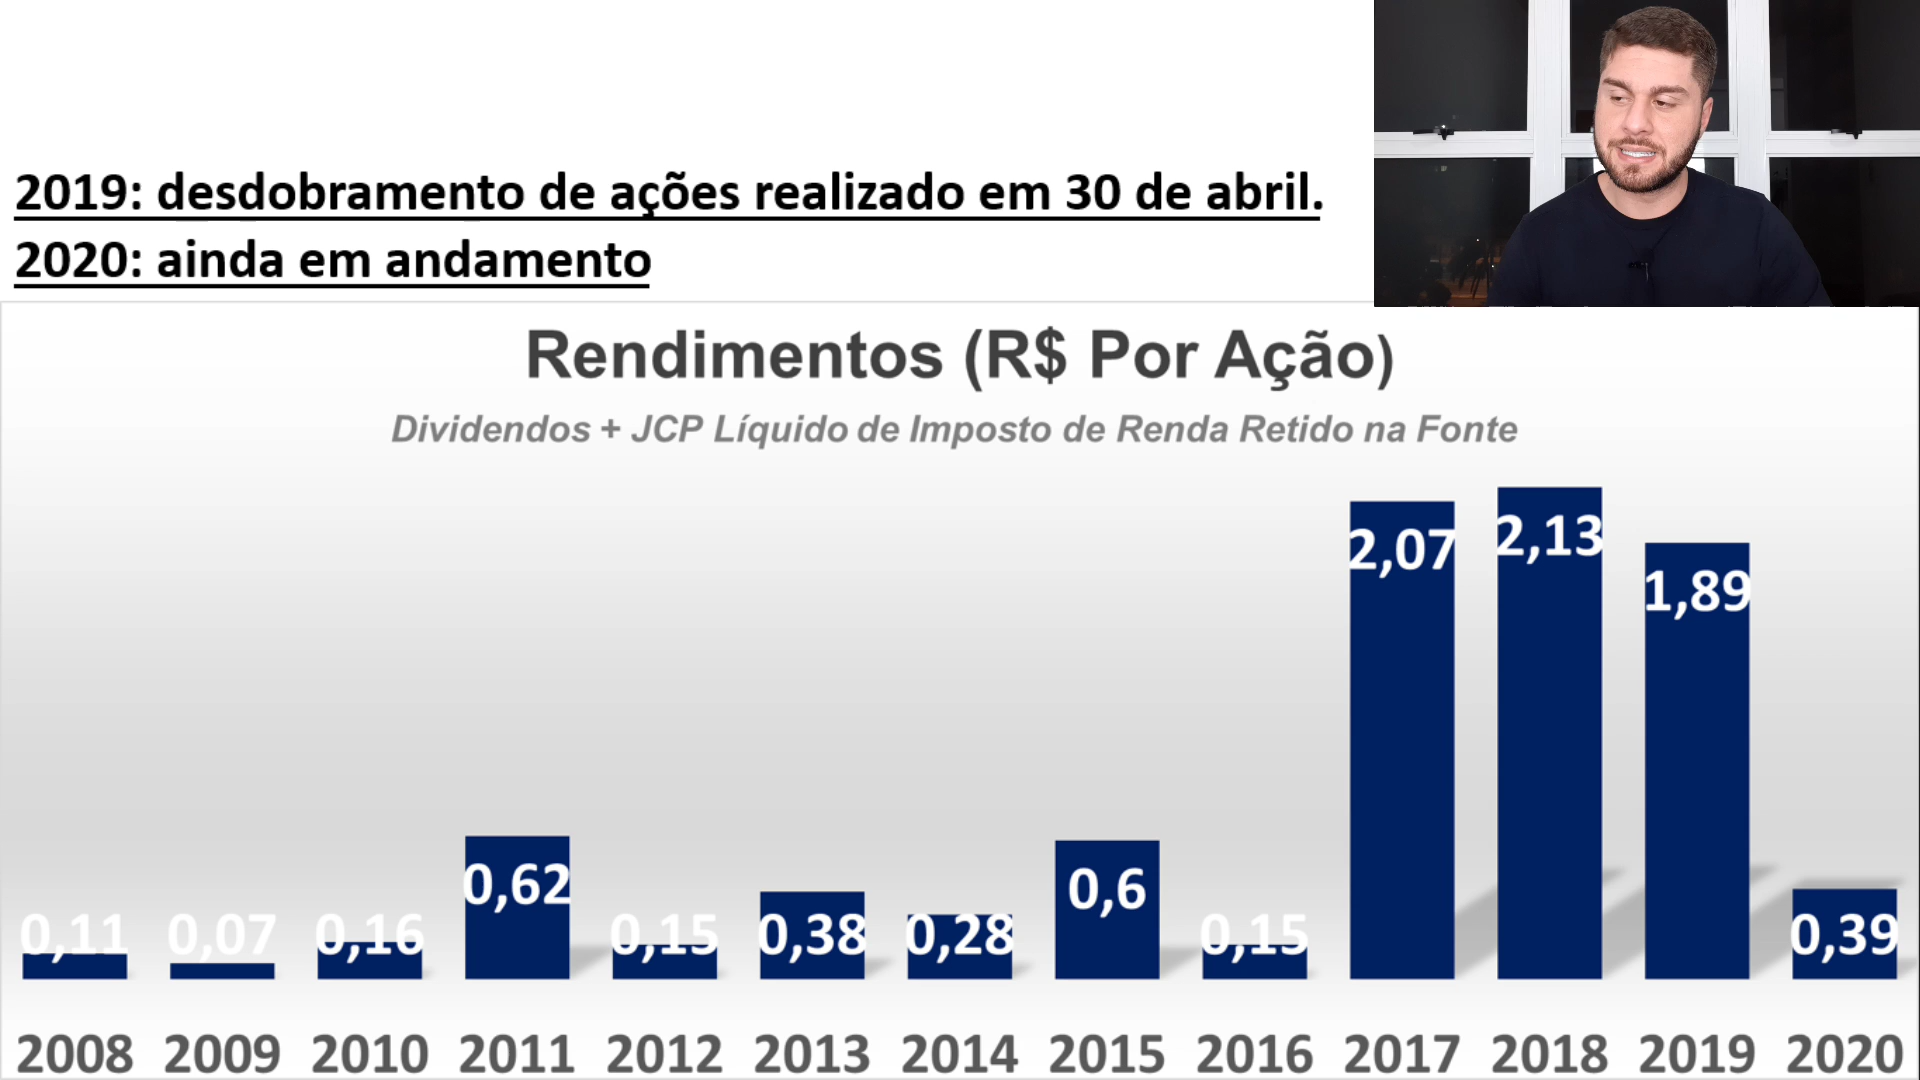 2019: desdobramento de ações realizado em 30 de abril.
2020: ainda em andamento
Rendimentos (R$ Por Ação)
Dividendos + JCP Líquido de Imposto de Renda Retido na Fonte
0,11 0,07 0,16 0,62 0,15 0,38 0,28 0,6 0,15 2,07 2,13 1,89 0,39
2008 2009 2010 2011 2012 2013 2014 2015 2016 2017 2018 2019 2020